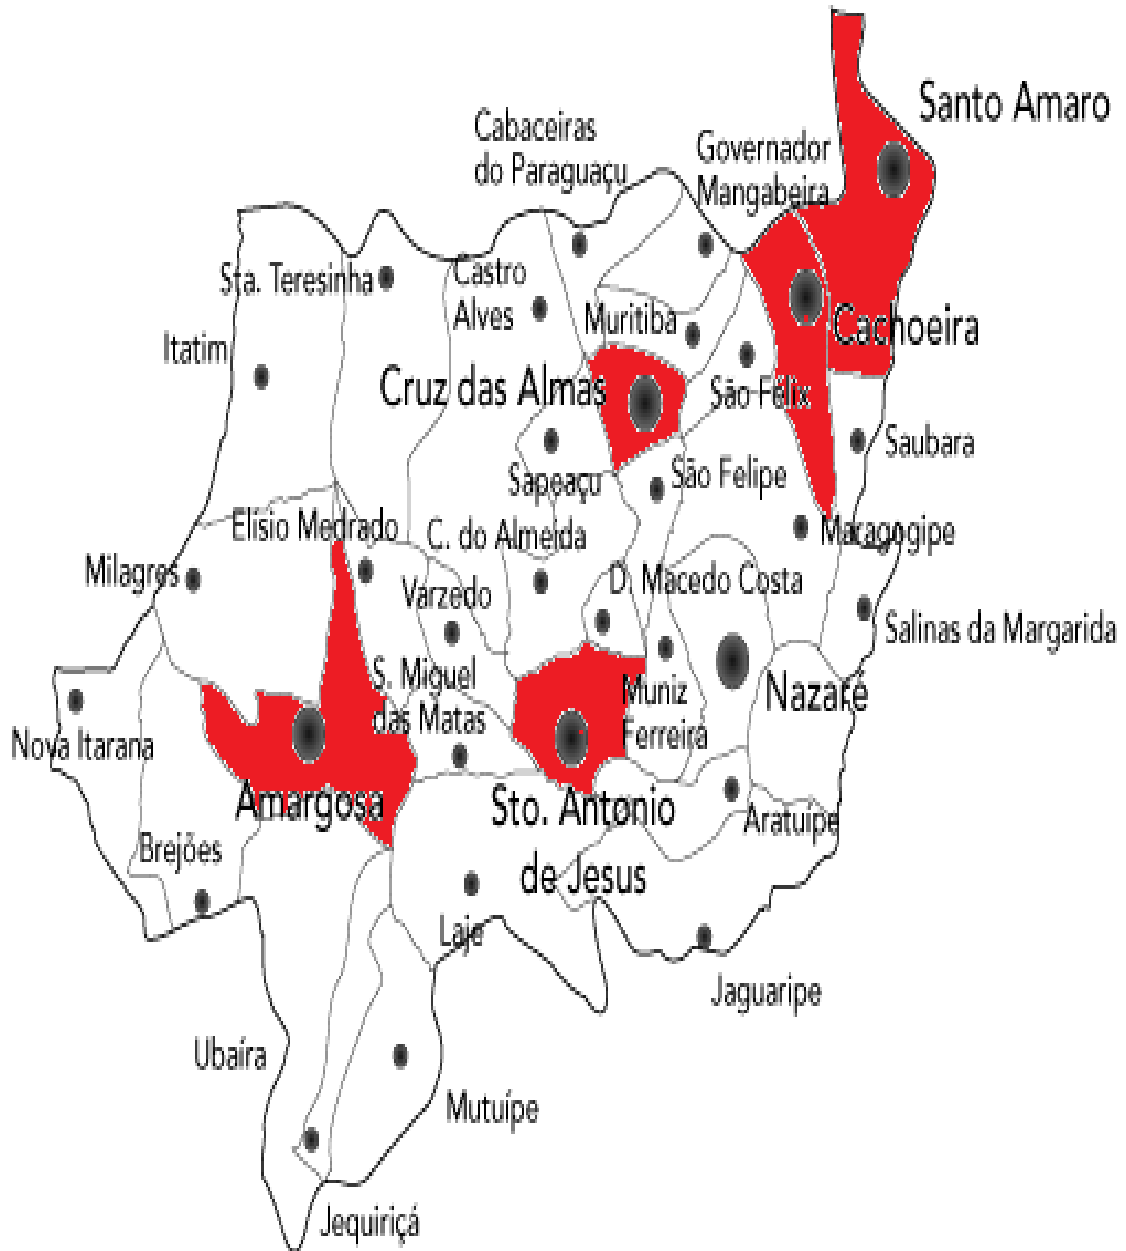 Santo Amaro
Cabaceiras
do Paraguaçu
Governador
Mangabeira
Sta. Teresinha
Castro
Alves
Muritiba
Cachoeira
Itatim
Cruz das Almas
São Félix
Saubara
Sapeaçu
São Felipe
Elísio Medrado
C. do Almeida
Maragogipe
Milagres
Varzedo
D. Macedo Costa
Salinas da Margarida
S. Miguel
das Matas
Muniz
Ferreira
Nazaré
Nova Itarana
Amargosa
Sto. Antonio
de Jesus
Aratuípe
Brejões
Laje
Jaguaripe
Ubaíra
Mutuípe
Jequiriçá